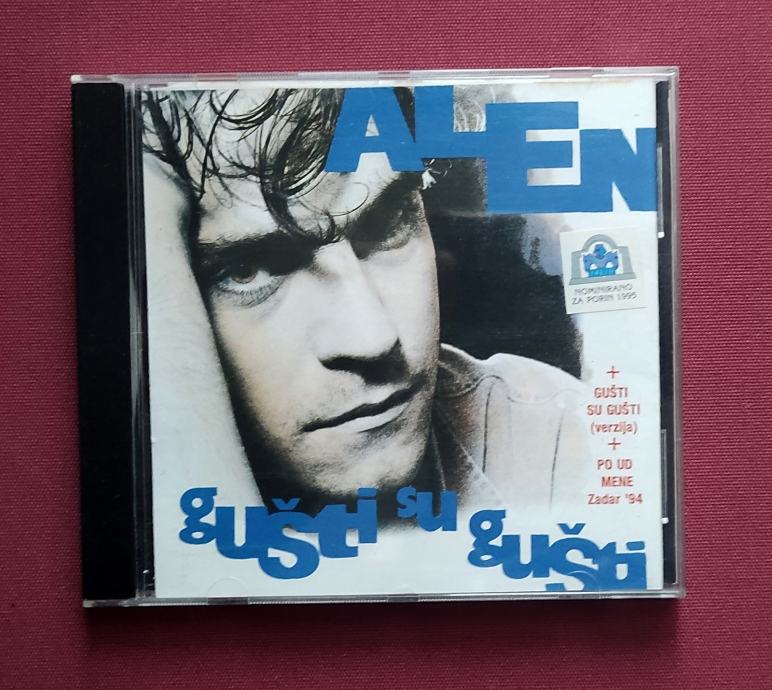 ALEN
NOMINIRANO
ZA PORIN 1995
+
GUŠTI
SU GUŠTI
(verzija)
+
PO UD
MENE
Zadar '94
gušti su gušti